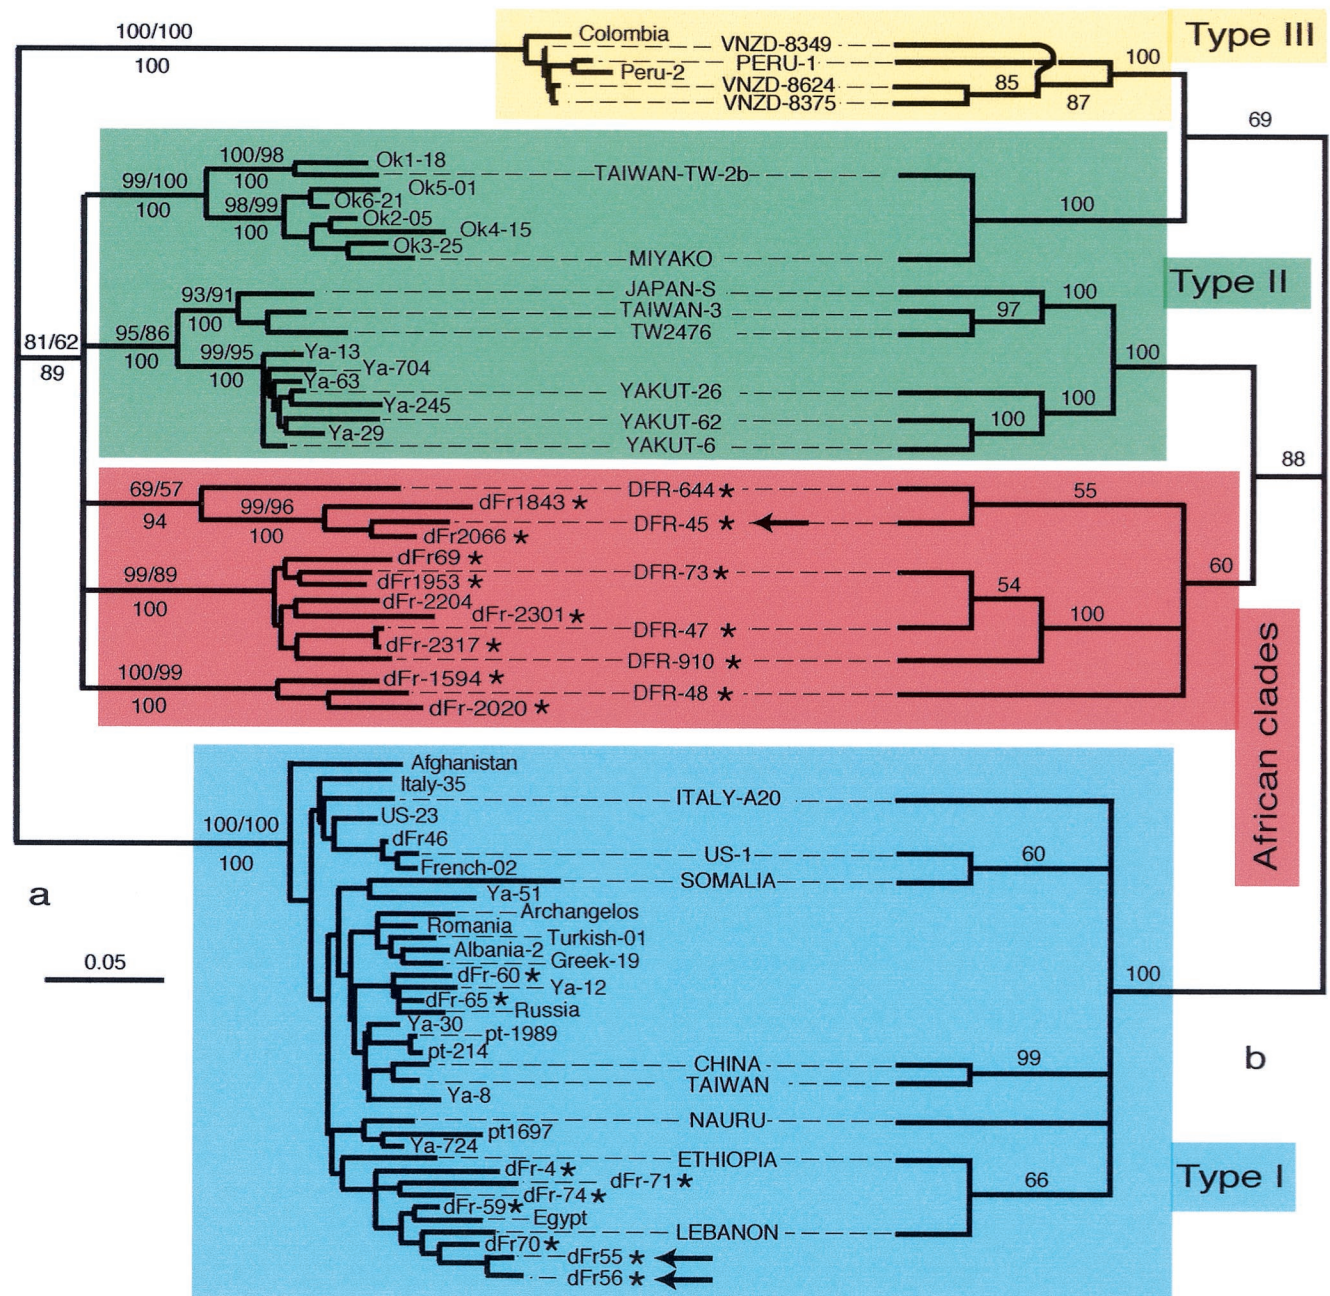 100/100
100
Colombia
VNZD-8349
PERU-1
Peru-2
VNZD-8624
VNZD-8375
85
87
100
Type III
69
100/98
100
99/100
100
98/99
100
Ok1-18
TAIWAN-TW-2b
Ok5-01
Ok6-21
Ok2-05
Ok4-15
Ok3-25
MIYAKO
100
Type II
93/91
100
95/86
100
99/95
100
JAPAN-S
TAIWAN-3
TW2476
Ya-13
Ya-704
Ya-63
YAKUT-26
Ya-245
YAKUT-62
Ya-29
YAKUT-6
97
100
100
100
100
81/62
89
88
69/57
94
99/96
100
DFR-644 *
dFr1843 *
DFR-45 *
dFr2066 *
55
99/89
100
dFr69 *
DFR-73 *
dFr1953 *
dFr-2204
dFr-2301 *
DFR-47 *
dFr-2317 *
DFR-910 *
54
100
60
100/99
100
dFr-1594 *
DFR-48 *
dFr-2020 *
African clades
100/100
100
Afghanistan
Italy-35
ITALY-A20
US-23
dFr46
US-1
French-02
SOMALIA
Ya-51
60
Archangelos
Romania
Turkish-01
Albania-2
Greek-19
dFr-60 *
Ya-12
dFr-65 *
Russia
Ya-30
pt-1989
pt-214
CHINA
TAIWAN
Ya-8
99
100
NAURU
pt1697
Ya-724
ETHIOPIA
dFr-4 *
dFr-71 *
dFr-74 *
dFr-59 *
Egypt
LEBANON
dFr70 *
dFr55 *
dFr56 *
66
Type I
a
0.05
b